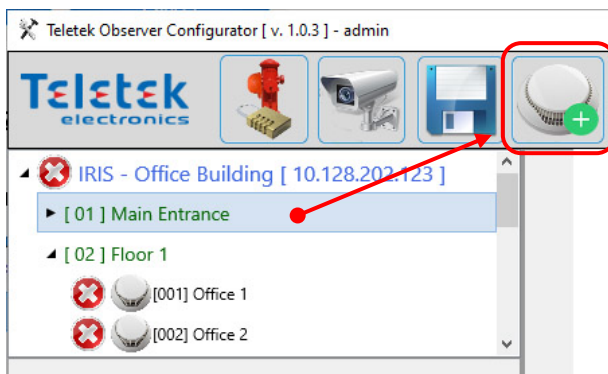 Teletek Observer Configurator [ v. 1.0.3 ] - admin
Teletek
electronics
IRIS - Office Building [ 10.128.202.123 ]
[ 01 ] Main Entrance
[ 02 ] Floor 1
[001] Office 1
[002] Office 2